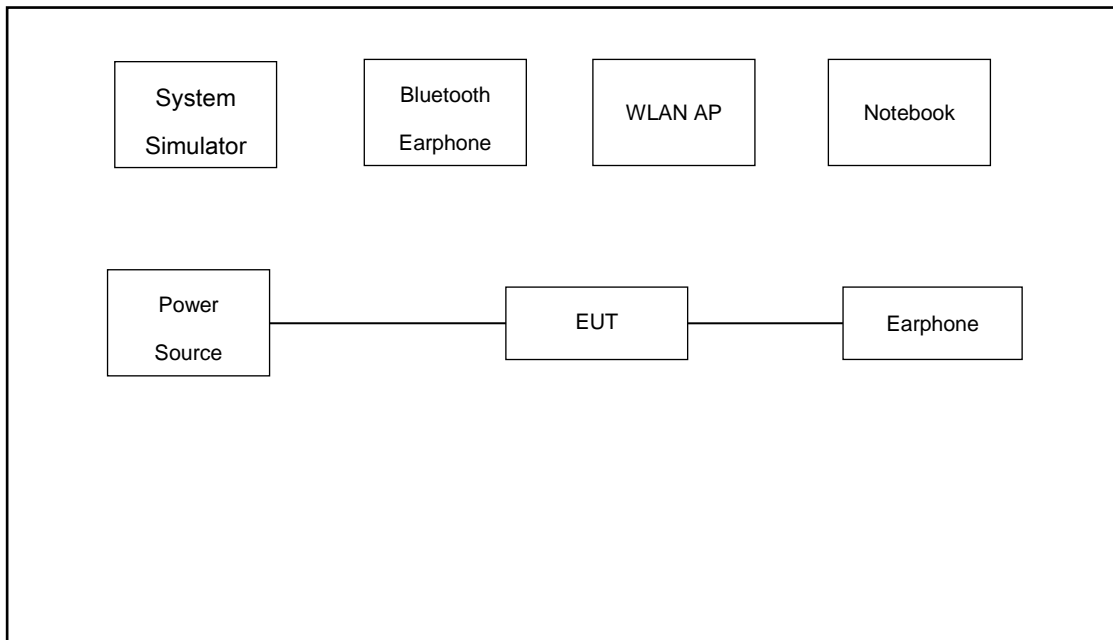 System
Simulator
Bluetooth
Earphone
WLAN AP
Notebook
Power
Source
EUT
Earphone